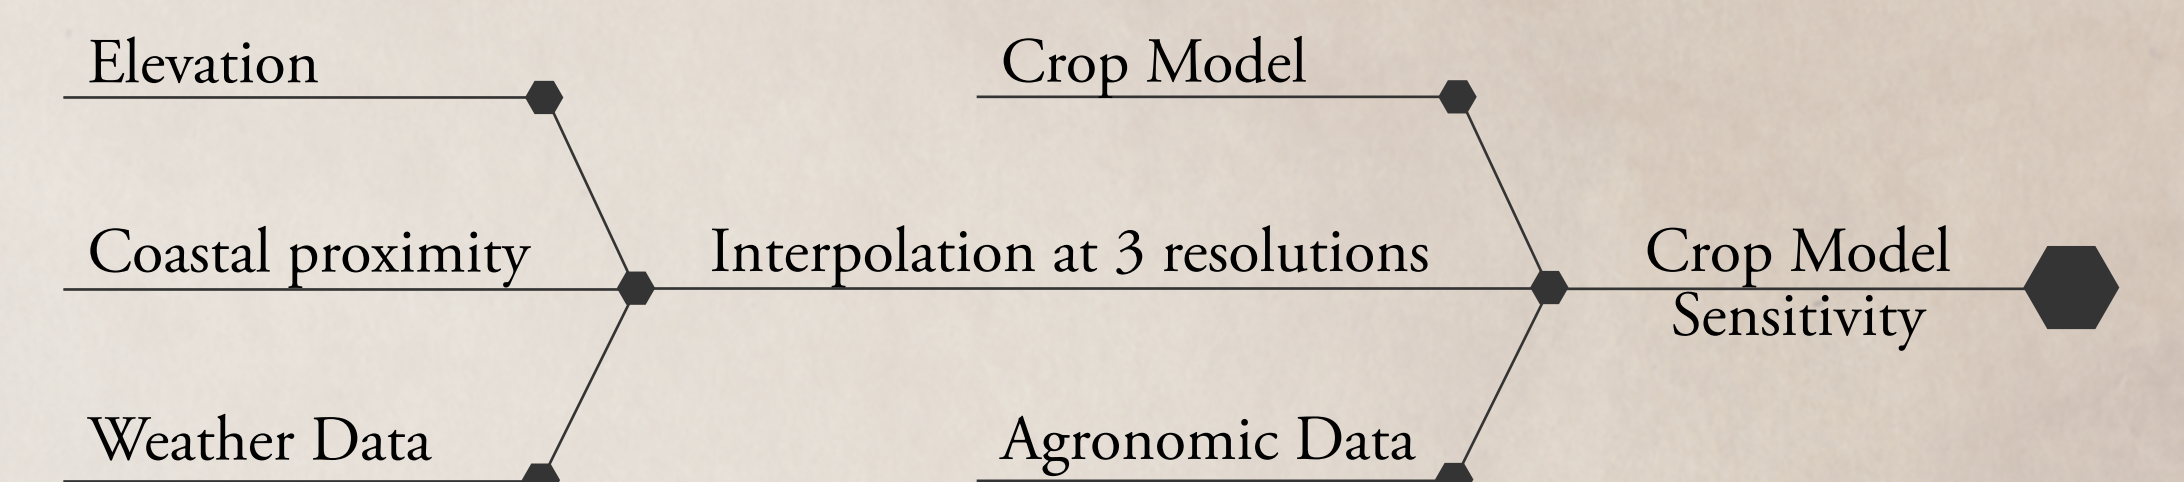 Elevation
Crop Model
Coastal proximity
Interpolation at 3 resolutions
Crop Model
Sensitivity
Weather Data
Agronomic Data